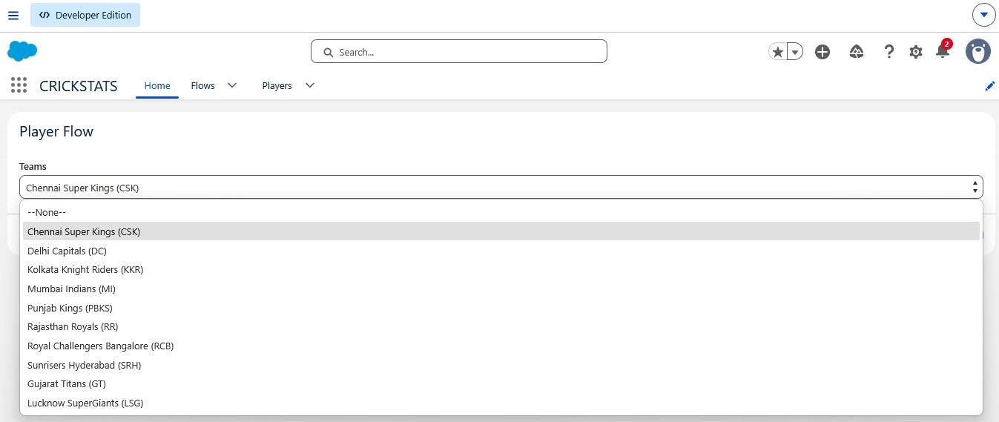 Developer Edition
Search...
2
CRICKSTATS Home Flows Players
Player Flow
Teams
Chennai Super Kings (CSK)
--None--
Chennai Super Kings (CSK)
Delhi Capitals (DC)
Kolkata Knight Riders (KKR)
Mumbai Indians (MI)
Punjab Kings (PBKS)
Rajasthan Royals (RR)
Royal Challengers Bangalore (RCB)
Sunrisers Hyderabad (SRH)
Gujarat Titans (GT)
Lucknow SuperGiants (LSG)